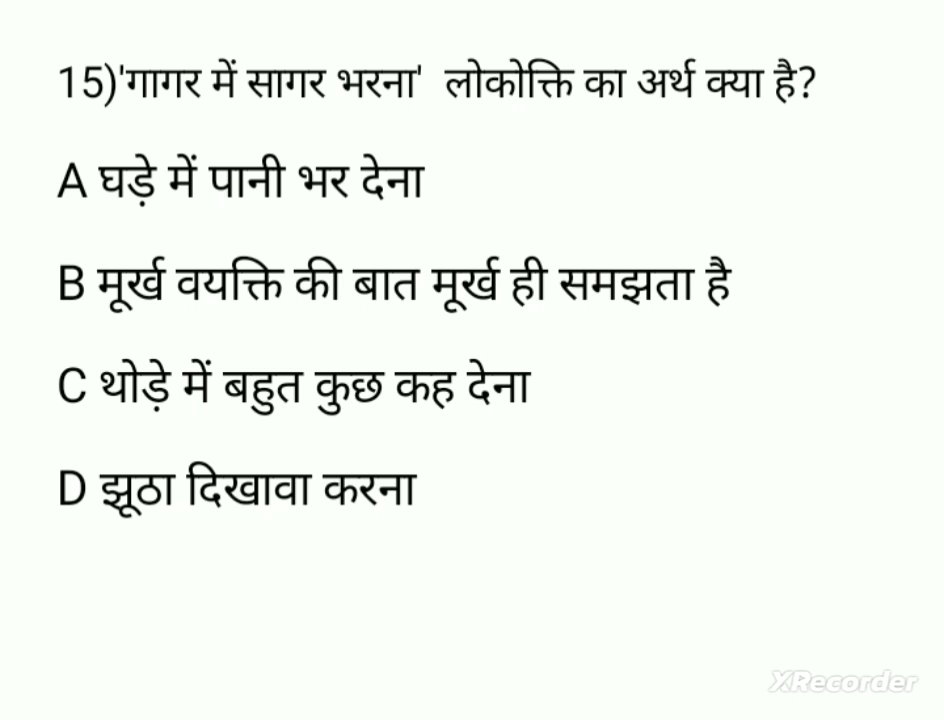 15)'गागर में सागर भरना' लोकोक्ति का अर्थ क्या है?
A घड़े में पानी भर देना
B मूर्ख वयक्ति की बात मूर्ख ही समझता है
C थोड़े में बहुत कुछ कह देना
D झूठा दिखावा करना
XRecorder